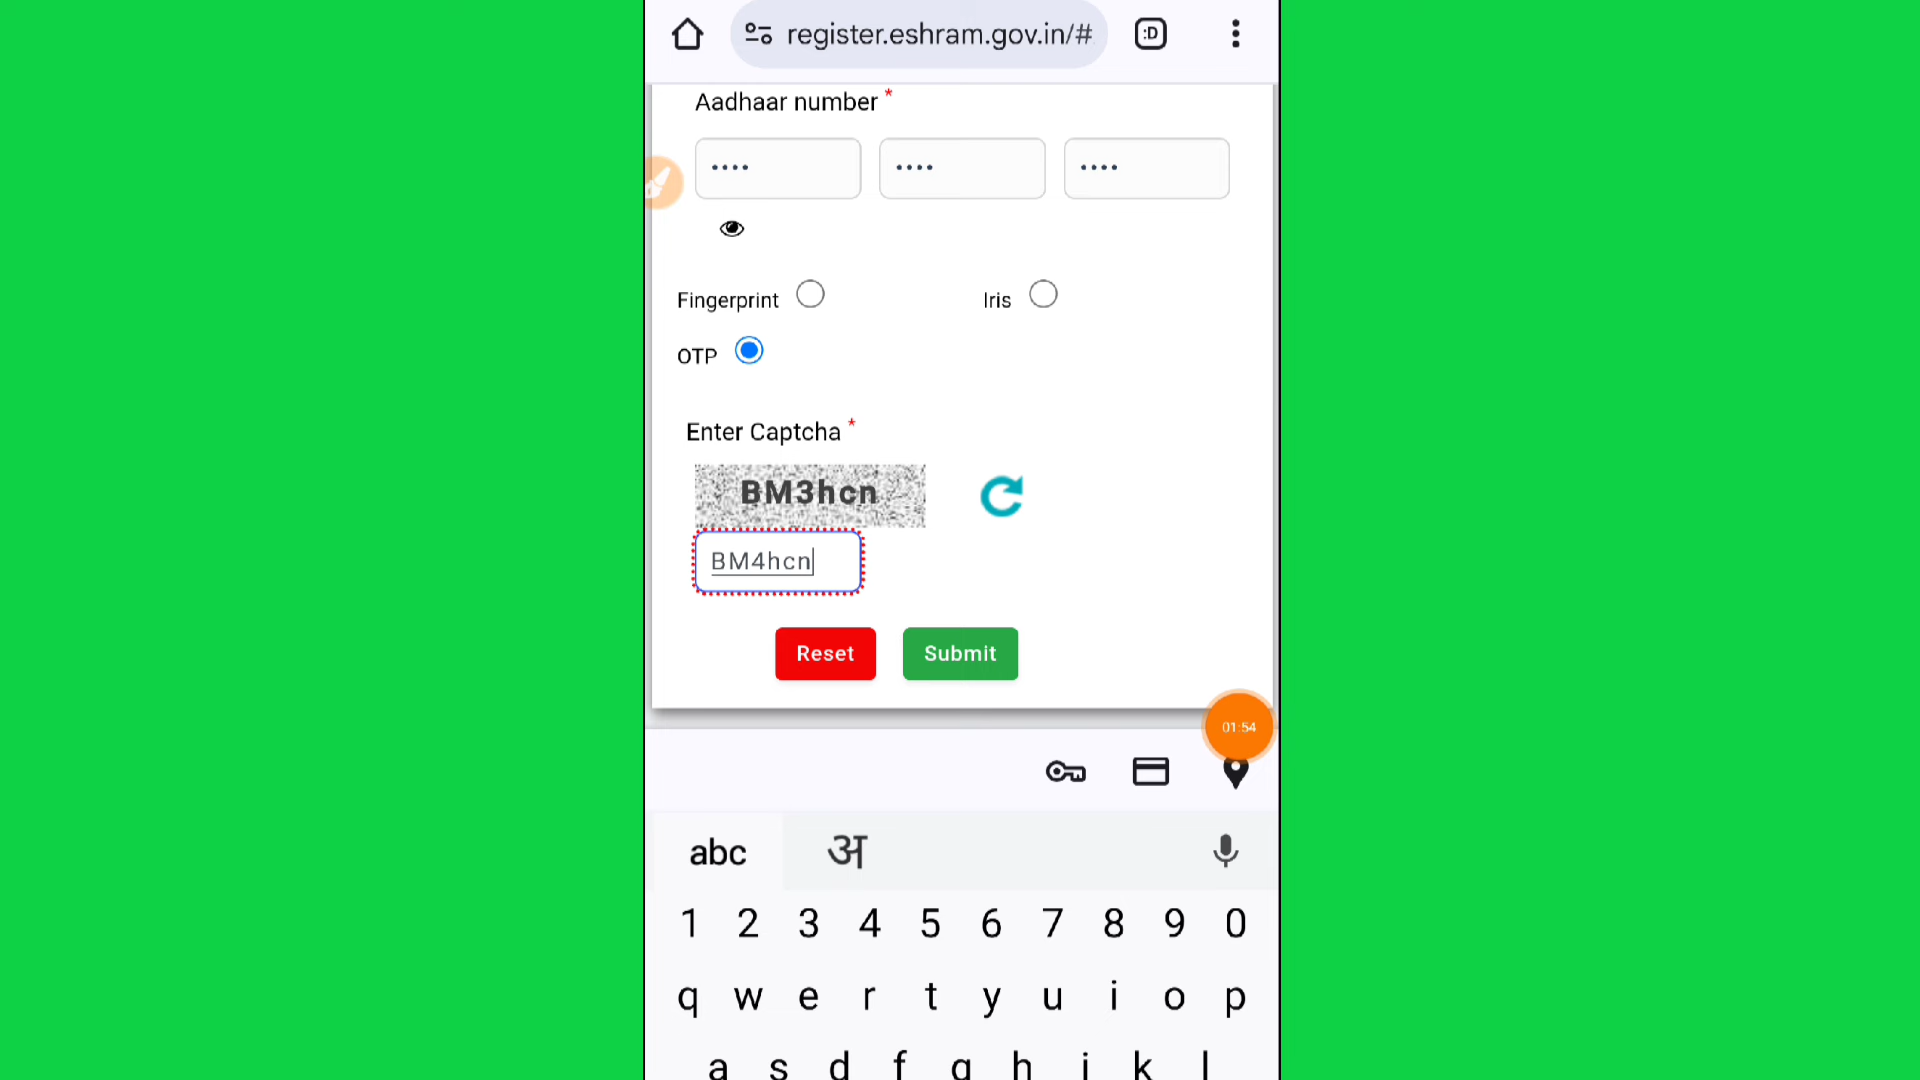 register.eshram.gov.in/#
:D
Aadhaar number *
•••• •••• ••••
Fingerprint
Iris
OTP
Enter Captcha *
BM3hcn
BM4hcn
Reset
Submit
01:54
abc
अ
1 2 3 4 5 6 7 8 9 0
q w e r t y u i o p
a s d f g h j k l